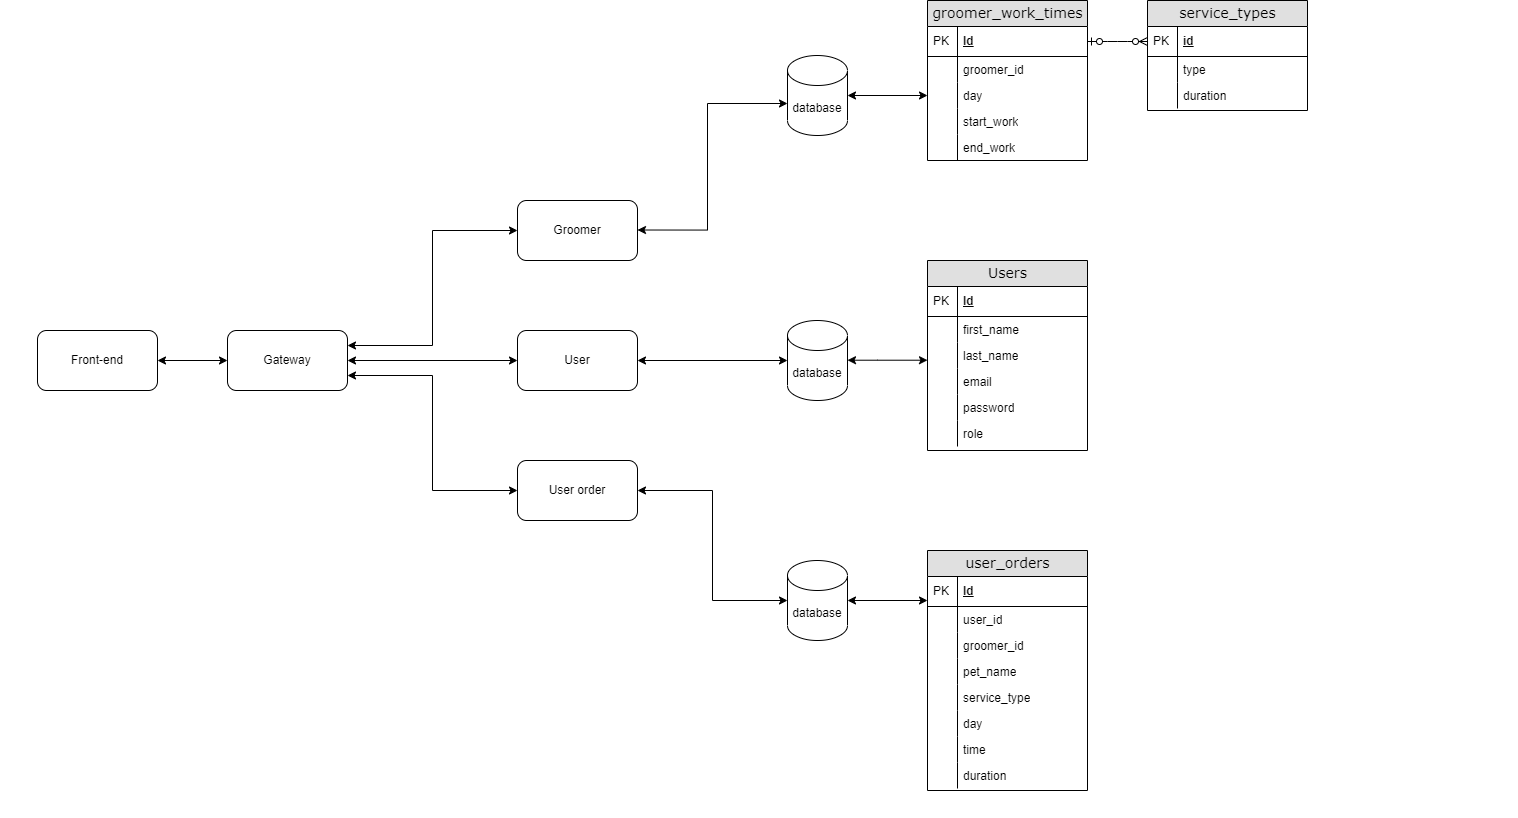 groomer_work_times
PK Id
groomer_id
day
start_work
end_work
service_types
PK id
type
duration
database
Groomer
Users
PK Id
first_name
last_name
email
password
role
Front-end
Gateway
User
database
User order
user_orders
PK Id
user_id
groomer_id
pet_name
service_type
day
time
duration
database